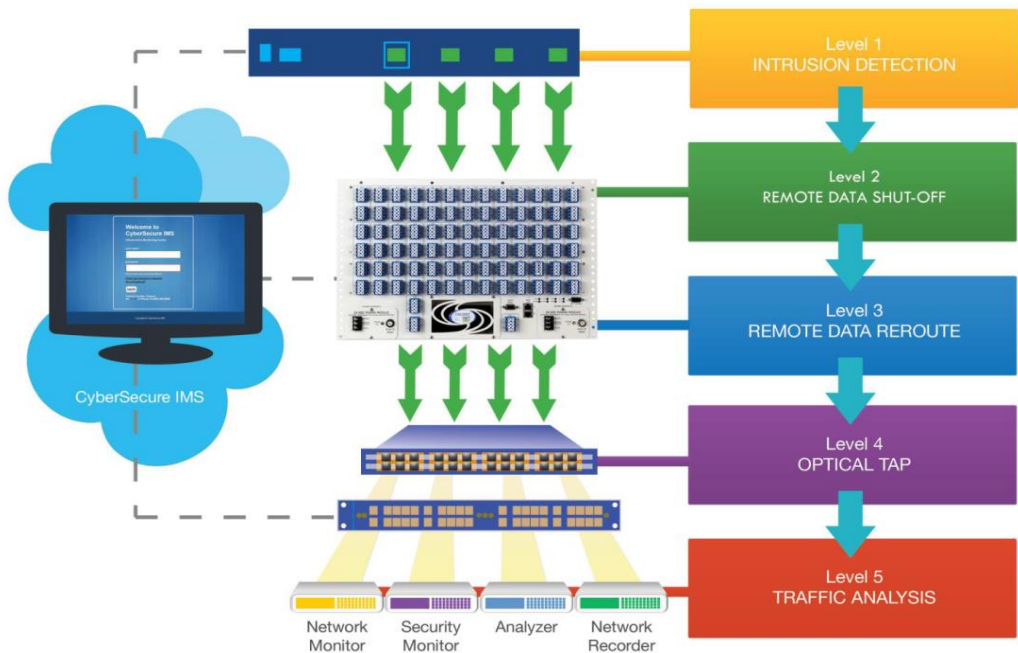 Level 1
INTRUSION DETECTION
Level 2
REMOTE DATA SHUT-OFF
Welcome to
CyberSecure IMS
Level 3
REMOTE DATA REROUTE
CyberSecure IMS
Level 4
OPTICAL TAP
Level 5
TRAFFIC ANALYSIS
Network
Monitor
Security
Monitor
Analyzer
Network
Recorder